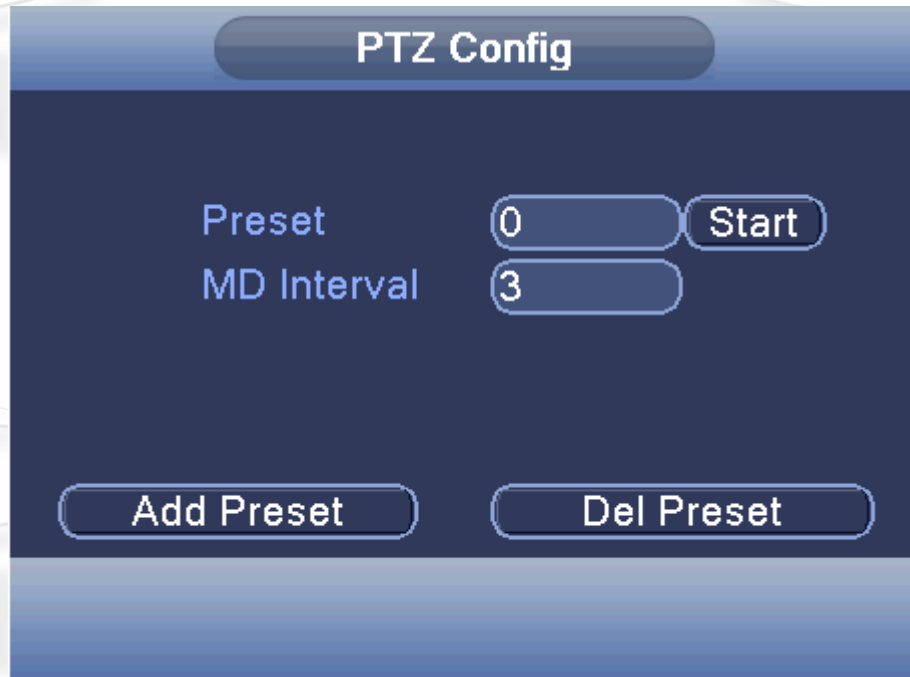 PTZ Config
Preset 0 Start
MD Interval 3
Add Preset Del Preset